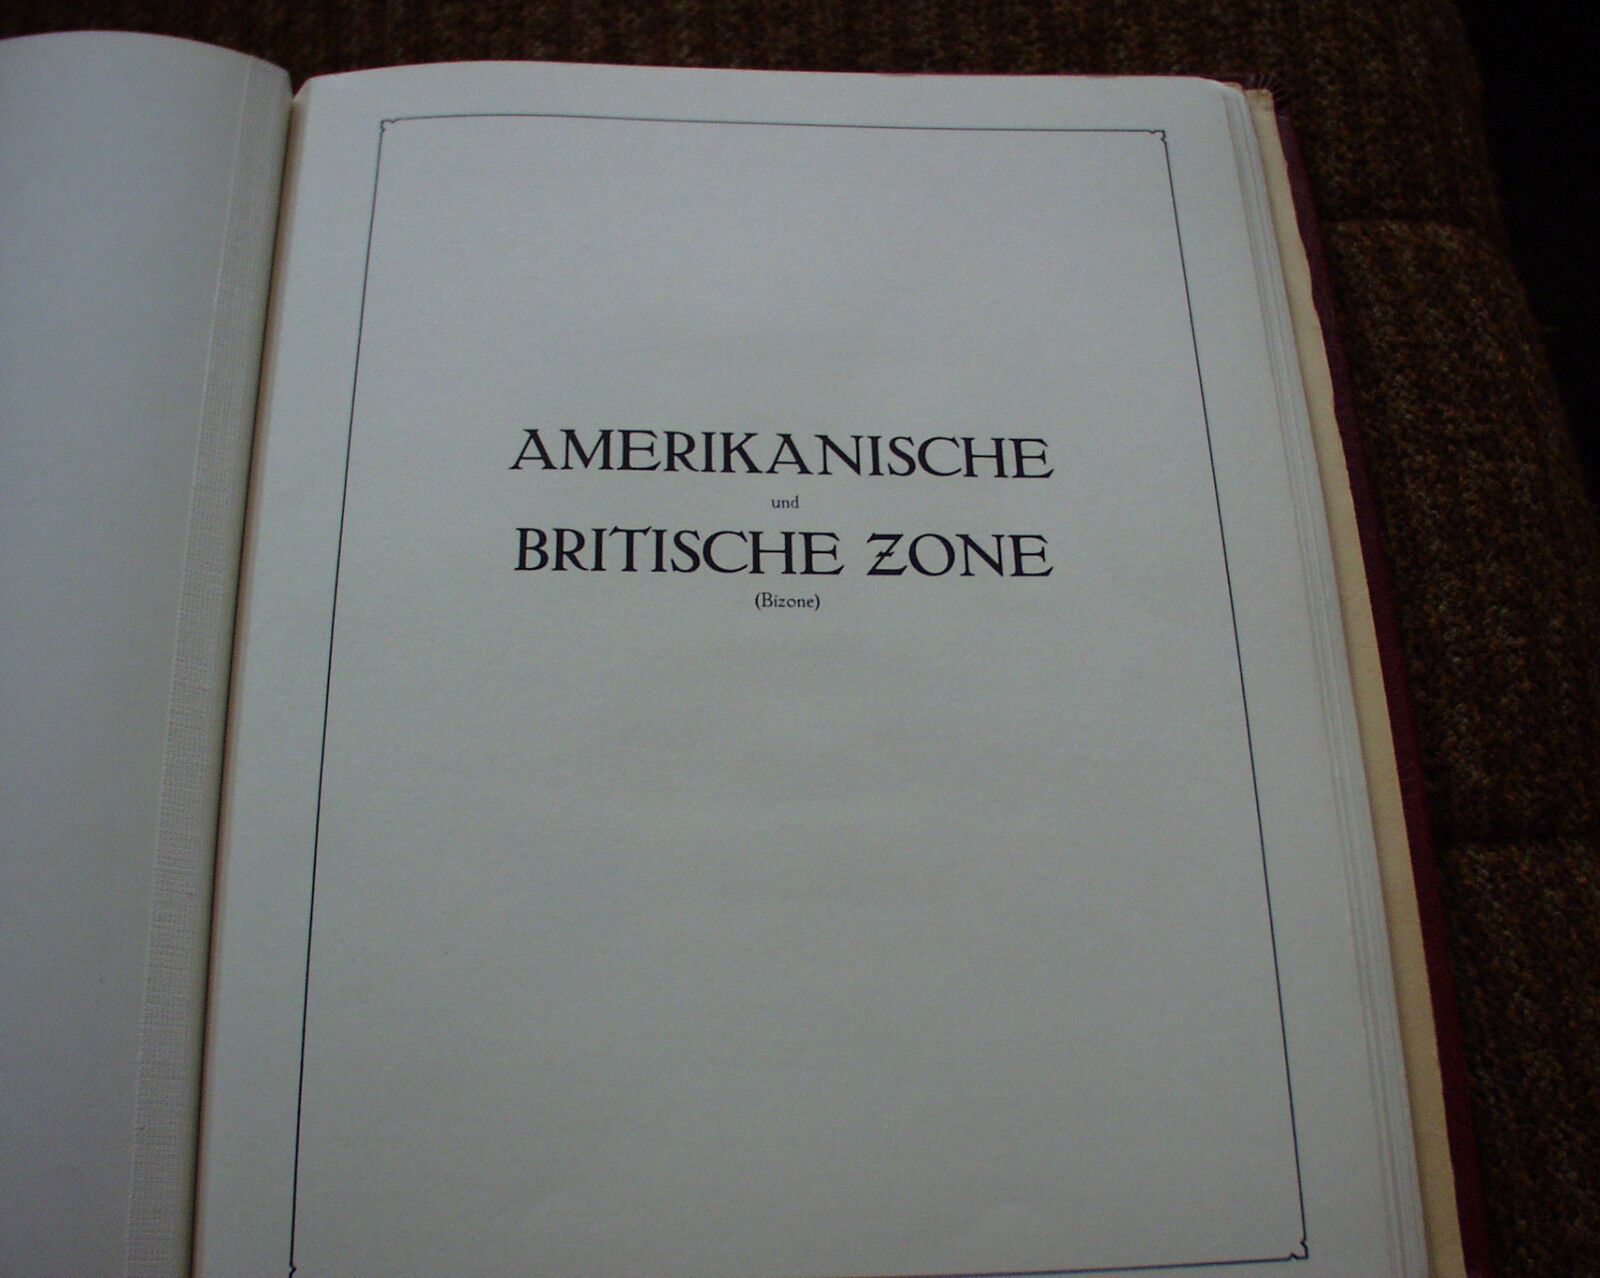 AMERIKANISCHE
und
BRITISCHE ZONE
(Bizone)